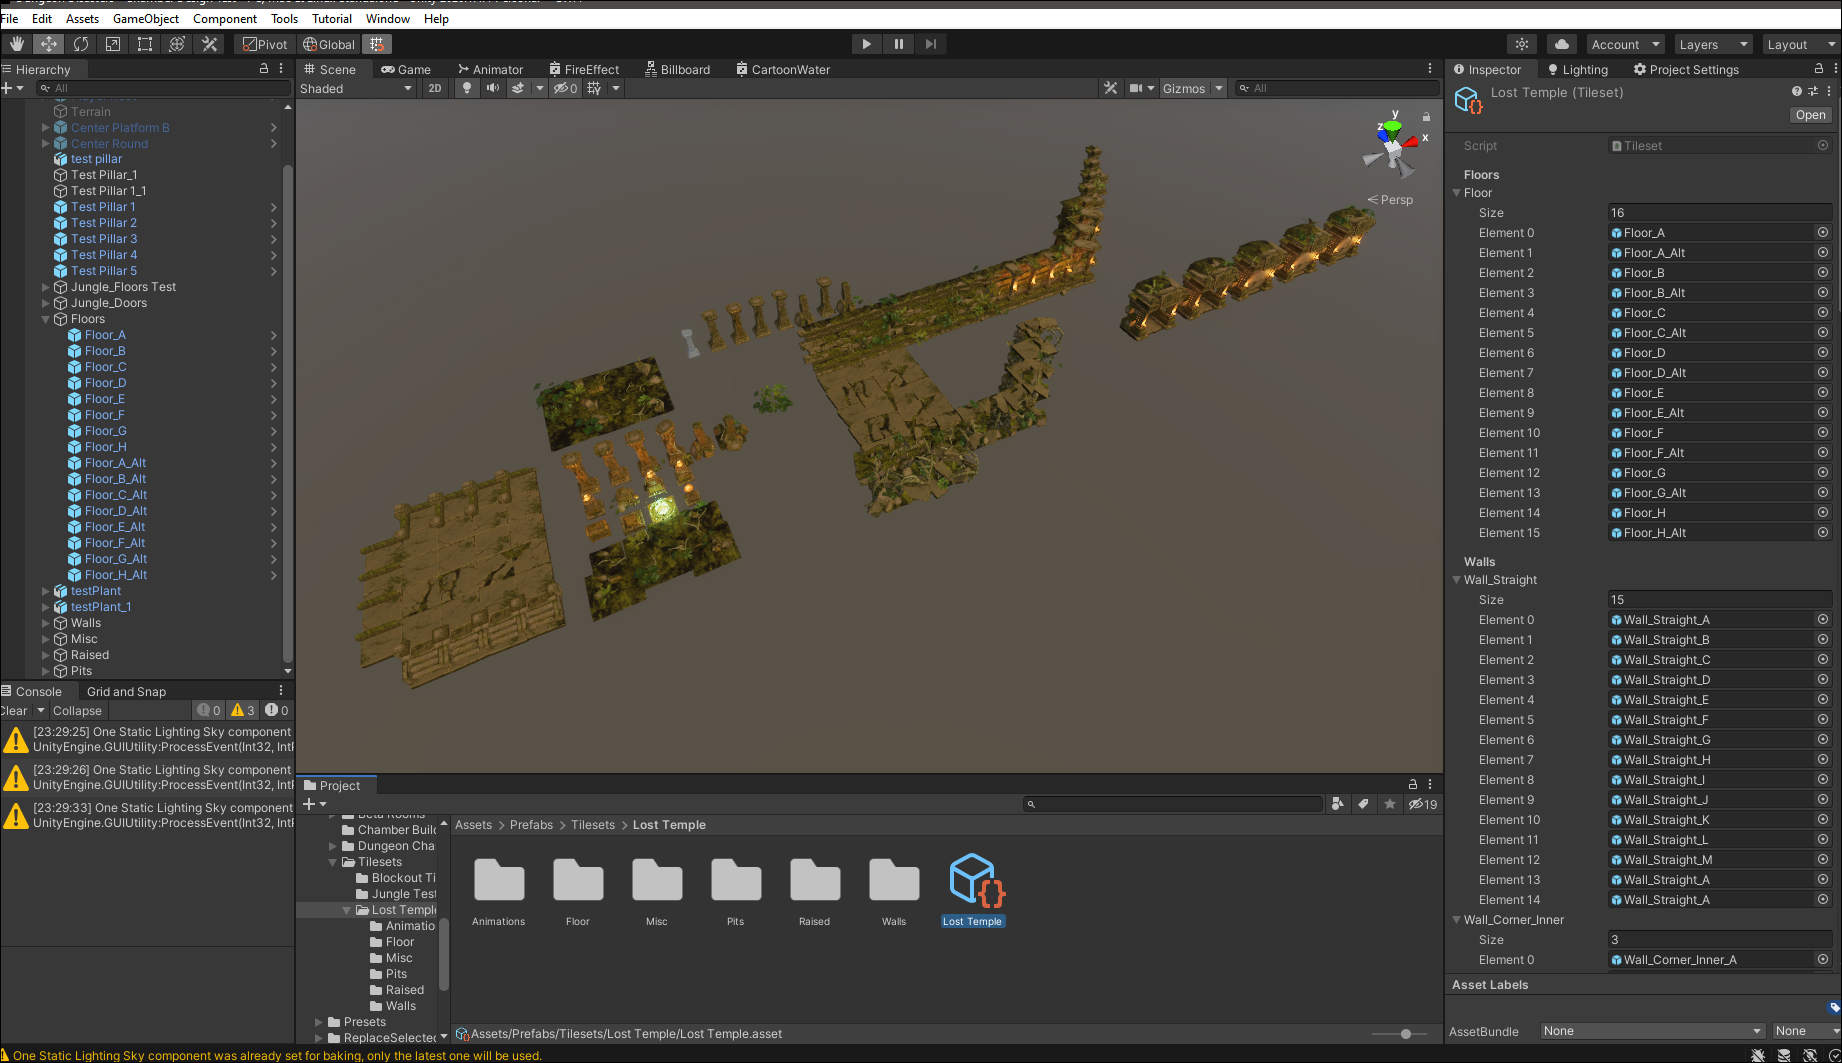 File Edit Assets GameObject Component Tools Tutorial Window Help
Pivot Global Account Layers Layout
Hierarchy
All
Terrain
Center Platform B
Center Round
test pillar
Test Pillar_1
Test Pillar 1_1
Test Pillar 1
Test Pillar 2
Test Pillar 3
Test Pillar 4
Test Pillar 5
Jungle_Floors Test
Jungle_Doors
Floors
Floor_A
Floor_B
Floor_C
Floor_D
Floor_E
Floor_F
Floor_G
Floor_H
Floor_A_Alt
Floor_B_Alt
Floor_C_Alt
Floor_D_Alt
Floor_E_Alt
Floor_F_Alt
Floor_G_Alt
Floor_H_Alt
testPlant
testPlant_1
Walls
Misc
Raised
Pits
Console Grid and Snap
Clear Collapse 0 3 0
[23:29:25] One Static Lighting Sky component
UnityEngine.GUIUtility:ProcessEvent(Int32, IntP
[23:29:26] One Static Lighting Sky component
UnityEngine.GUIUtility:ProcessEvent(Int32, IntP
[23:29:33] One Static Lighting Sky component
UnityEngine.GUIUtility:ProcessEvent(Int32, IntP
Scene Game Animator FireEffect Billboard CartoonWater
Shaded 2D 0 Gizmos All
y
z
x
Persp
Project
19
Beta Rooms
Chamber Build
Dungeon Cha
Tilesets
Blockout Ti
Jungle Test
Lost Temple
Animatio
Floor
Misc
Pits
Raised
Walls
Presets
ReplaceSelected
Assets > Prefabs > Tilesets > Lost Temple
Animations Floor Misc Pits Raised Walls Lost Temple
Assets/Prefabs/Tilesets/Lost Temple/Lost Temple.asset
Inspector Lighting Project Settings
Lost Temple (Tileset)
Open
Script Tileset
Floors
Floor
Size 16
Element 0 Floor_A
Element 1 Floor_A_Alt
Element 2 Floor_B
Element 3 Floor_B_Alt
Element 4 Floor_C
Element 5 Floor_C_Alt
Element 6 Floor_D
Element 7 Floor_D_Alt
Element 8 Floor_E
Element 9 Floor_E_Alt
Element 10 Floor_F
Element 11 Floor_F_Alt
Element 12 Floor_G
Element 13 Floor_G_Alt
Element 14 Floor_H
Element 15 Floor_H_Alt
Walls
Wall_Straight
Size 15
Element 0 Wall_Straight_A
Element 1 Wall_Straight_B
Element 2 Wall_Straight_C
Element 3 Wall_Straight_D
Element 4 Wall_Straight_E
Element 5 Wall_Straight_F
Element 6 Wall_Straight_G
Element 7 Wall_Straight_H
Element 8 Wall_Straight_I
Element 9 Wall_Straight_J
Element 10 Wall_Straight_K
Element 11 Wall_Straight_L
Element 12 Wall_Straight_M
Element 13 Wall_Straight_A
Element 14 Wall_Straight_A
Wall_Corner_Inner
Size 3
Element 0 Wall_Corner_Inner_A
Asset Labels
AssetBundle None None
One Static Lighting Sky component was already set for baking, only the latest one will be used.